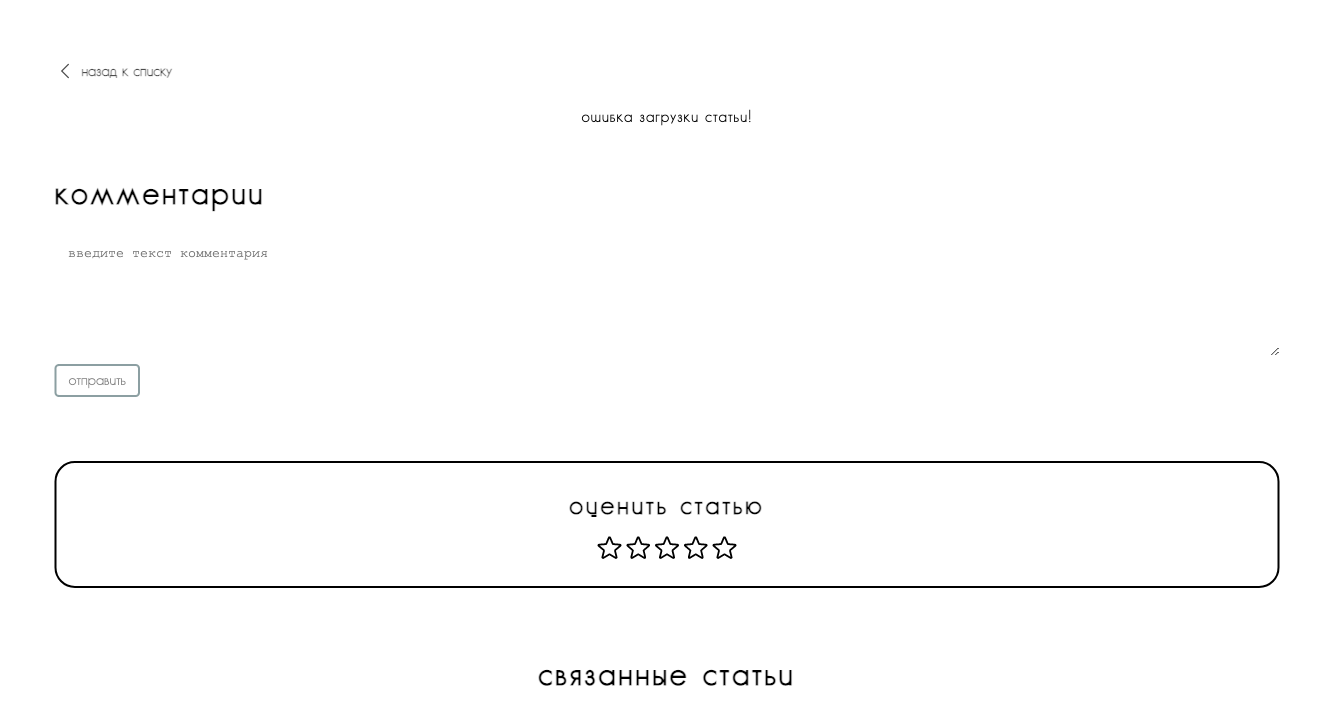 назад к списку
ошибка загрузки статьи!
комментарии
введите текст комментария
отправить
оценить статью
связанные статьи